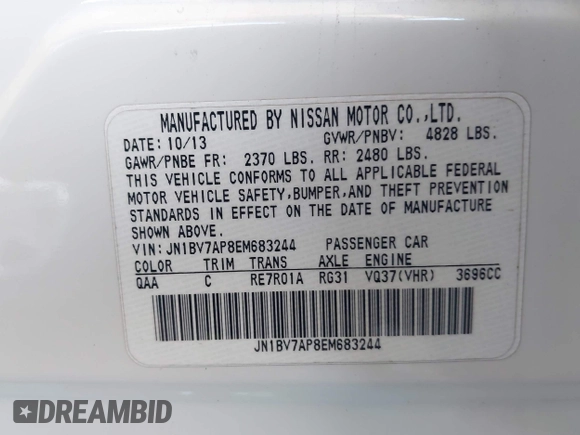 MANUFACTURED BY NISSAN MOTOR CO.,LTD.
DATE: 10/13 GVWR/PNBV: 4828 LBS.
GAWR/PNBE FR: 2370 LBS. RR: 2480 LBS.
THIS VEHICLE CONFORMS TO ALL APPLICABLE FEDERAL
MOTOR VEHICLE SAFETY,BUMPER,AND THEFT PREVENTION
STANDARDS IN EFFECT ON THE DATE OF MANUFACTURE
SHOWN ABOVE.
VIN: JN1BV7AP8EM683244 PASSENGER CAR
COLOR TRIM TRANS AXLE ENGINE
QAA C RE7R01A RG31 VQ37(VHR) 3696CC
JN1BV7AP8EM683244
DREAMBID